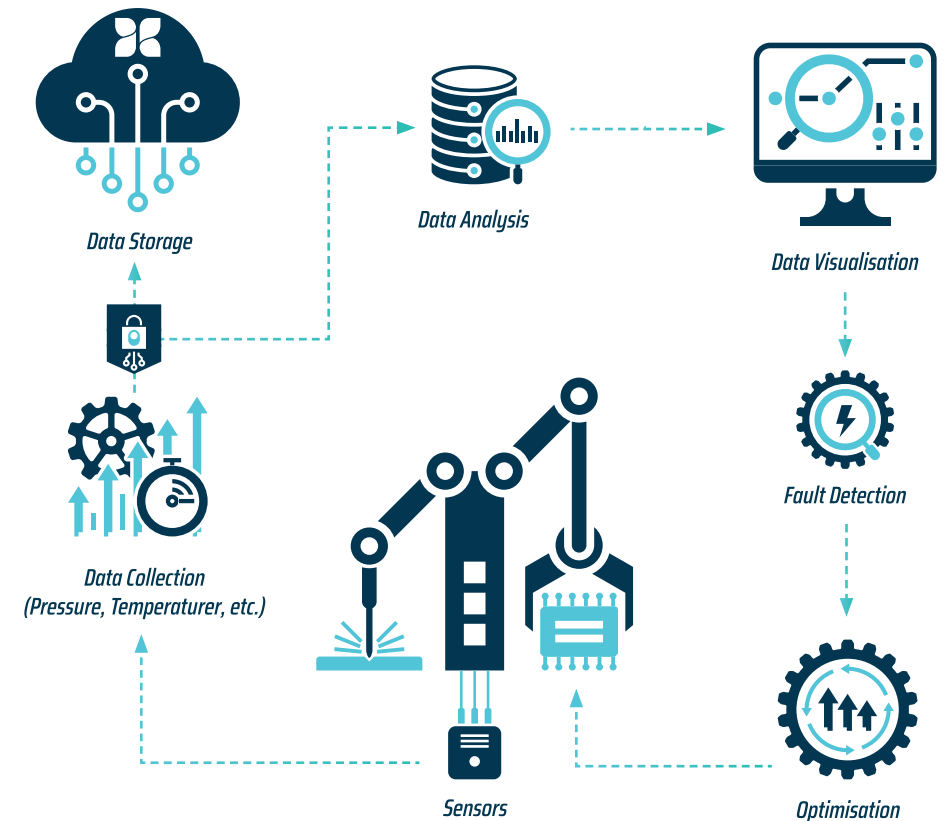 Data Storage
Data Analysis
Data Visualisation
Fault Detection
Data Collection
(Pressure, Temperaturer, etc.)
Sensors
Optimisation